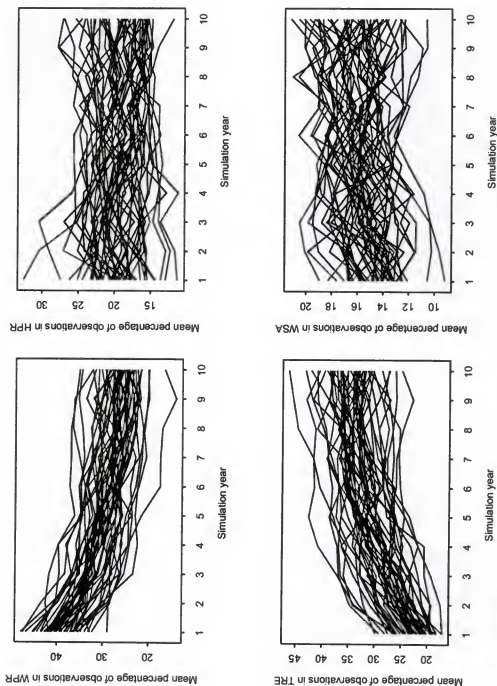 Mean percentage of observations in WPR
40
30
20
1 2 3 4 5 6 7 8 9 10
Simulation year
Mean percentage of observations in HPR
30
25
20
15
1 2 3 4 5 6 7 8 9 10
Simulation year
Mean percentage of observations in TRE
45
40
35
30
25
20
1 2 3 4 5 6 7 8 9 10
Simulation year
Mean percentage of observations in WSA
20
18
16
14
12
10
1 2 3 4 5 6 7 8 9 10
Simulation year